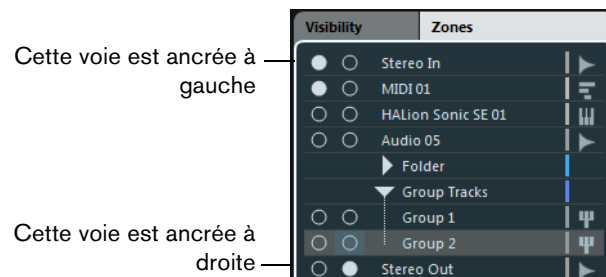 Visibility Zones
Cette voie est ancrée à
gauche
Stereo In
MIDI 01
HALion Sonic SE 01
Audio 05
Folder
Group Tracks
Group 1
Group 2
Cette voie est ancrée à
droite
Stereo Out